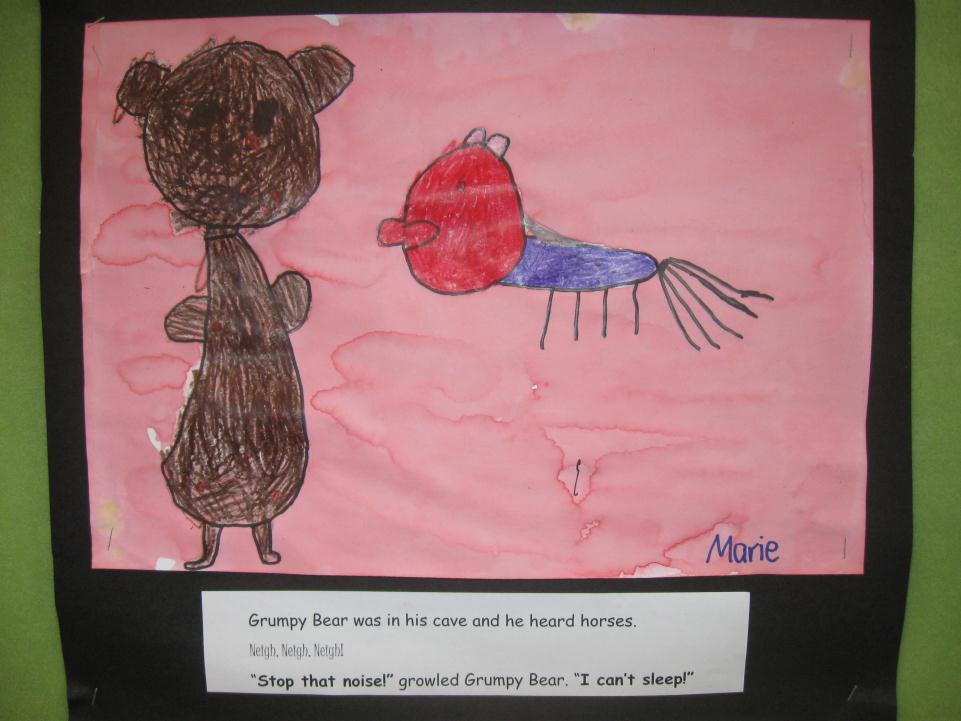 Marie
Grumpy Bear was in his cave and he heard horses.
Neigh, Neigh, Neigh!
“Stop that noise!” growled Grumpy Bear. “I can’t sleep!”